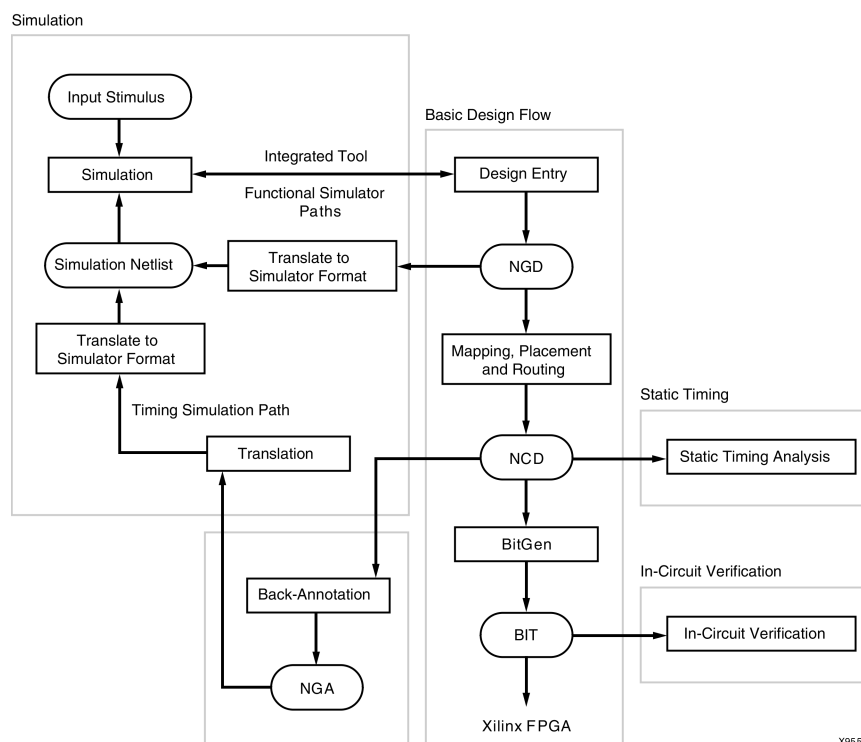 Simulation
Input Stimulus
Basic Design Flow
Integrated Tool
Simulation
Design Entry
Functional Simulator
Paths
Translate to
Simulator Format
Simulation Netlist
NGD
Translate to
Simulator Format
Mapping, Placement
and Routing
Static Timing
Timing Simulation Path
Translation
NCD
Static Timing Analysis
BitGen
In-Circuit Verification
Back-Annotation
BIT
In-Circuit Verification
NGA
Xilinx FPGA